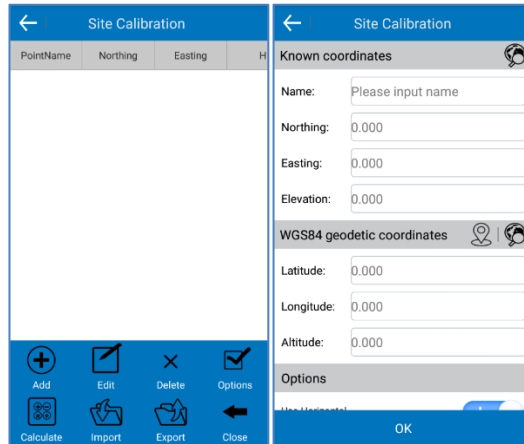 Site Calibration
PointName Northing Easting H
Add Edit Delete Options
Calculate Import Export Close
Site Calibration
Known coordinates
Name: Please input name
Northing: 0.000
Easting: 0.000
Elevation: 0.000
WGS84 geodetic coordinates
Latitude: 0.000
Longitude: 0.000
Altitude: 0.000
Options
Use Horizontal
OK